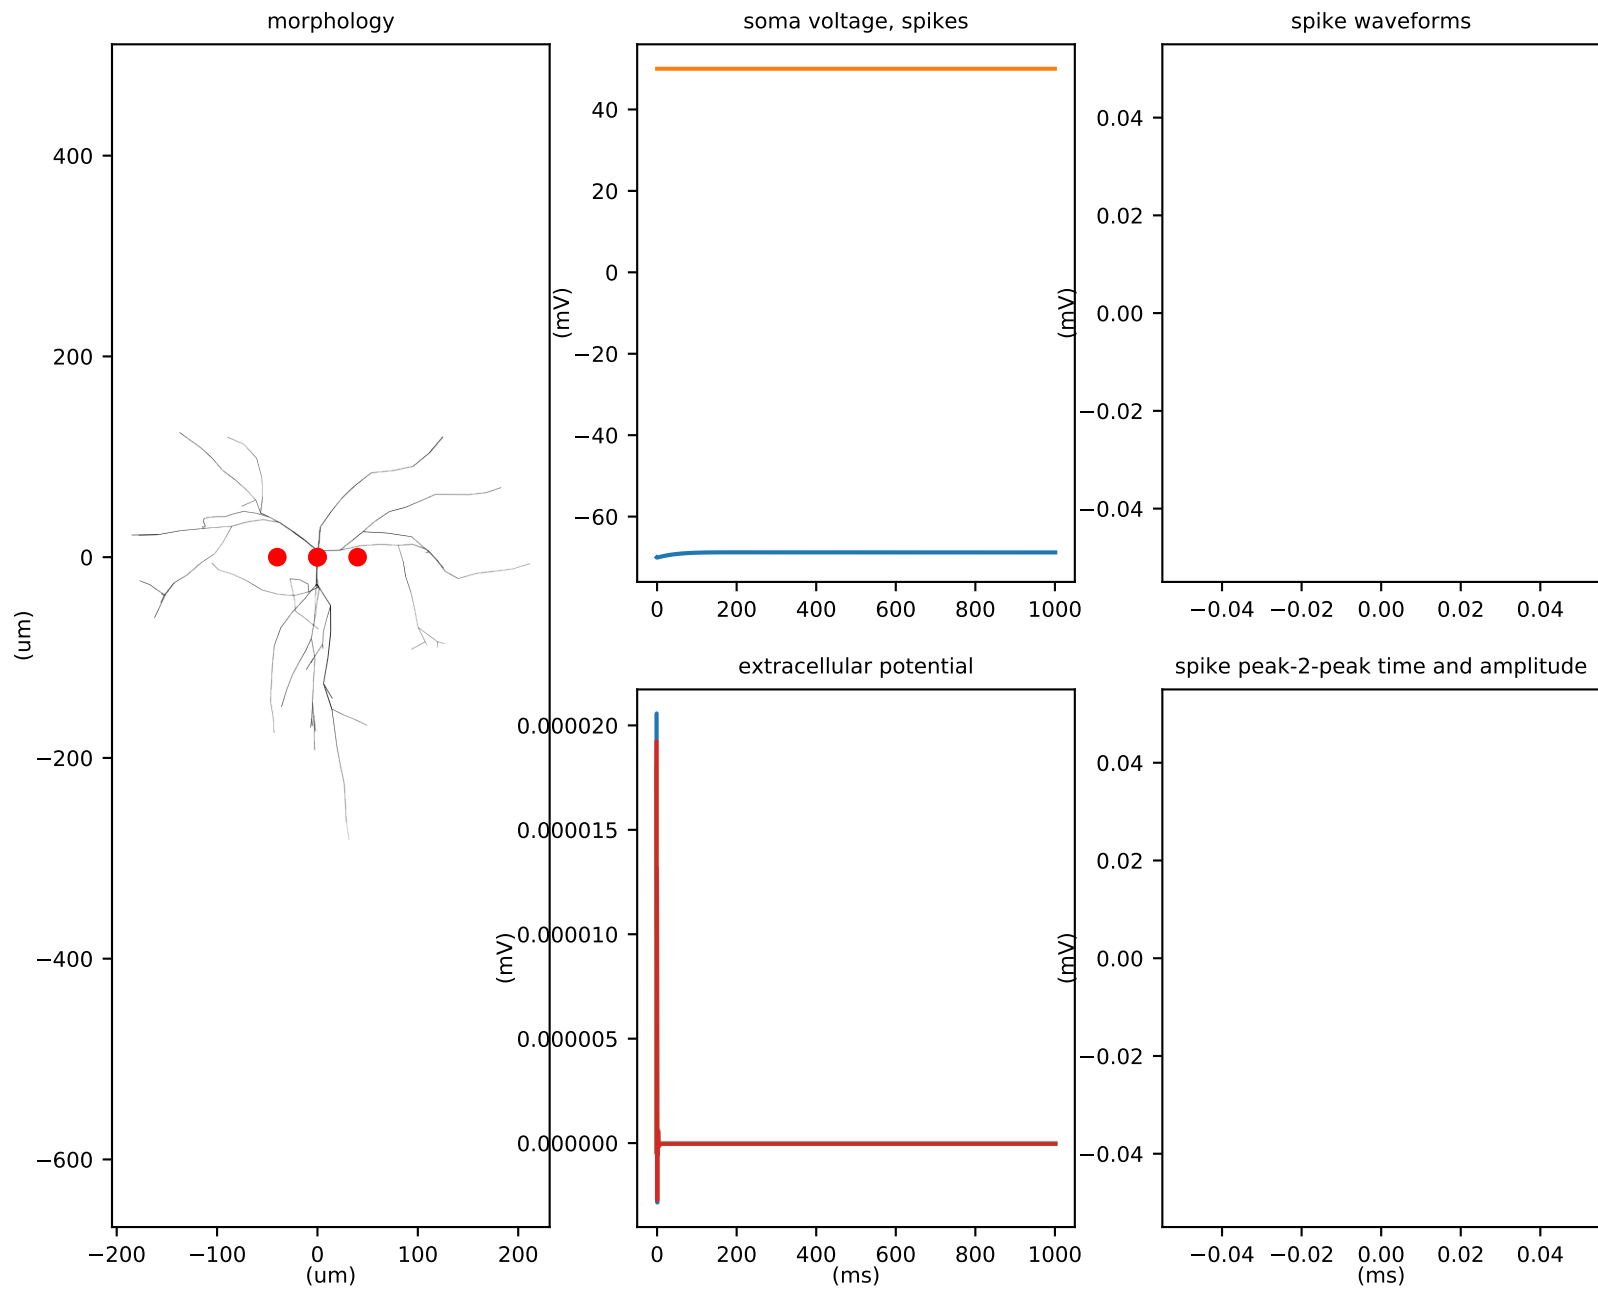 morphology
400
200
0
−200
−400
−600
(um)
−200 −100 0 100 200
(um)
soma voltage, spikes
40
20
0
−20
−40
−60
(mV)
0 200 400 600 800 1000
spike waveforms
0.04
0.02
0.00
−0.02
−0.04
(mV)
−0.04 −0.02 0.00 0.02 0.04
extracellular potential
0.000020
0.000015
0.000010
0.000005
0.000000
(mV)
0 200 400 600 800 1000
(ms)
spike peak-2-peak time and amplitude
0.04
0.02
0.00
−0.02
−0.04
(mV)
−0.04 −0.02 0.00 0.02 0.04
(ms)